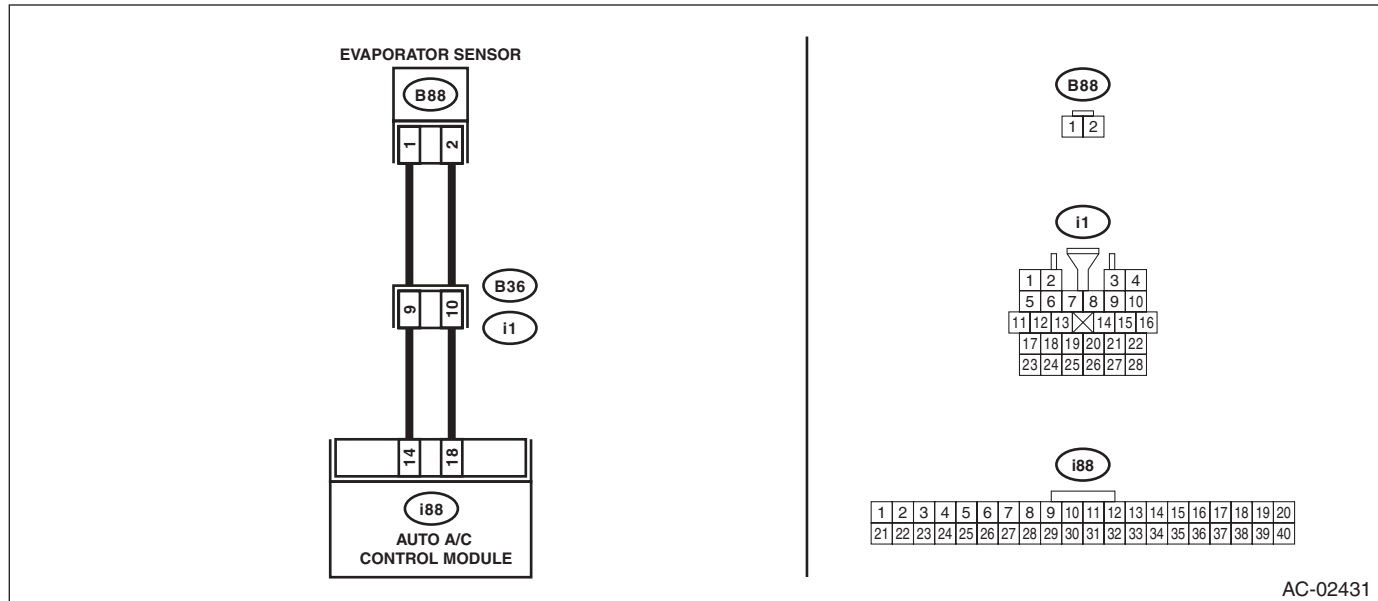 EVAPORATOR SENSOR
B88
1 2
B36
9 10
i1
14 18
i88
AUTO A/C
CONTROL MODULE
B88
1 2
i1
1 2 3 4
5 6 7 8 9 10
11 12 13 14 15 16
17 18 19 20 21 22
23 24 25 26 27 28
i88
1 2 3 4 5 6 7 8 9 10 11 12 13 14 15 16 17 18 19 20
21 22 23 24 25 26 27 28 29 30 31 32 33 34 35 36 37 38 39 40
AC-02431